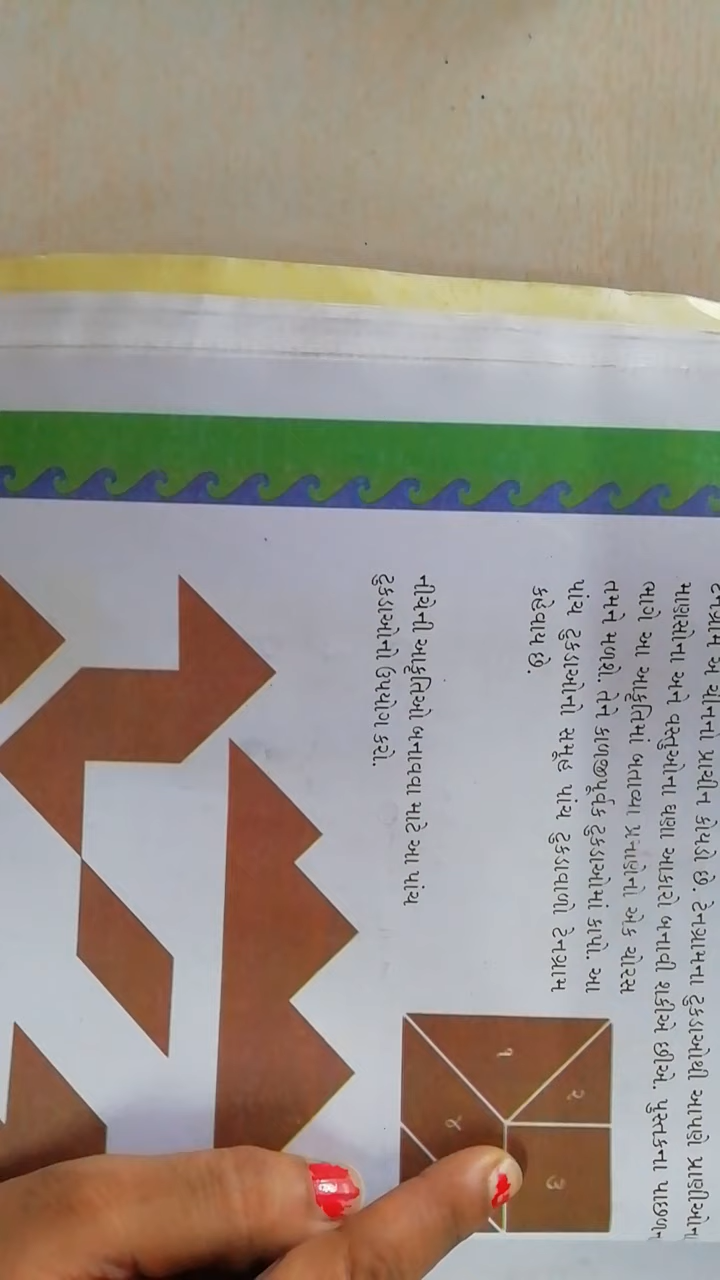 ટેનગ્રામ એ ચીનનો પ્રાચીન કોયડો છે. ટેનગ્રામના ટુકડાઓથી આપણે પ્રાણીઓના
માણસોના અને વસ્તુઓના ઘણા આકારો બનાવી શકીએ છીએ. પુસ્તકના પાછળના
ભાગે આ આકૃતિમાં બતાવ્યા પ્રમાણેનો એક ચોરસ
તમને મળશે. તેને કાળજીપૂર્વક ટુકડાઓમાં કાપો. આ
પાંચ ટુકડાઓનો સમૂહ પાંચ ટુકડાવાળો ટેનગ્રામ
કહેવાય છે.
૧
૨
૩
૪
નીચેની આકૃતિઓ બનાવવા માટે આ પાંચ
ટુકડાઓનો ઉપયોગ કરો.